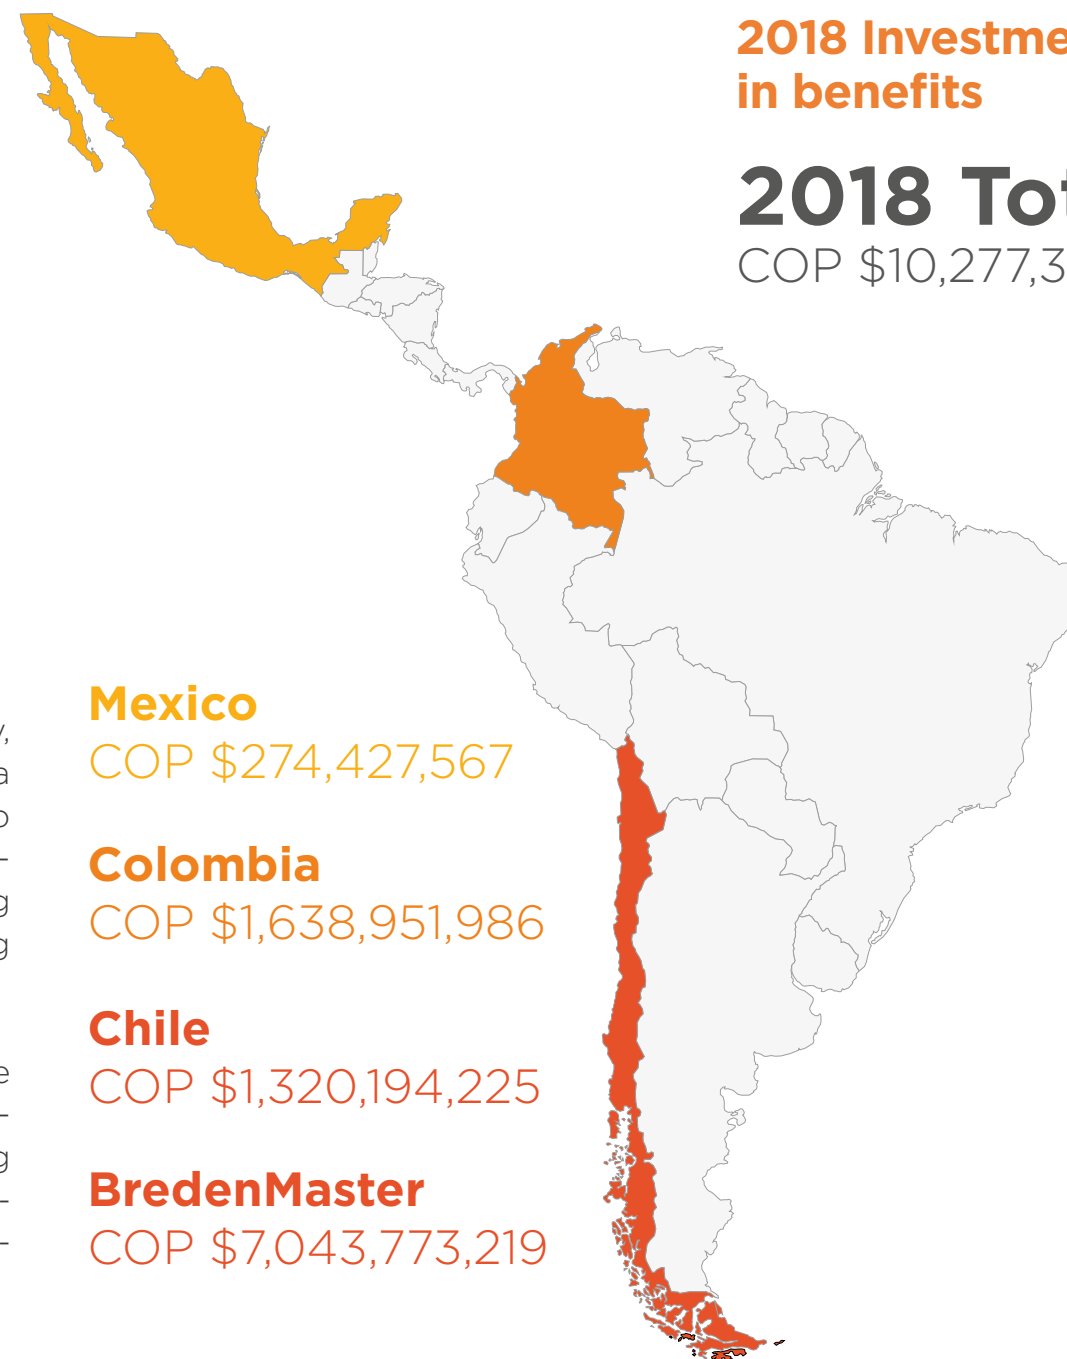 2018 Investme
in benefits
2018 Tot
COP $10,277,3
Mexico
COP $274,427,567
Colombia
COP $1,638,951,986
Chile
COP $1,320,194,225
BredenMaster
COP $7,043,773,219
y,
a
o
-
g
g
e
-
g
-
-